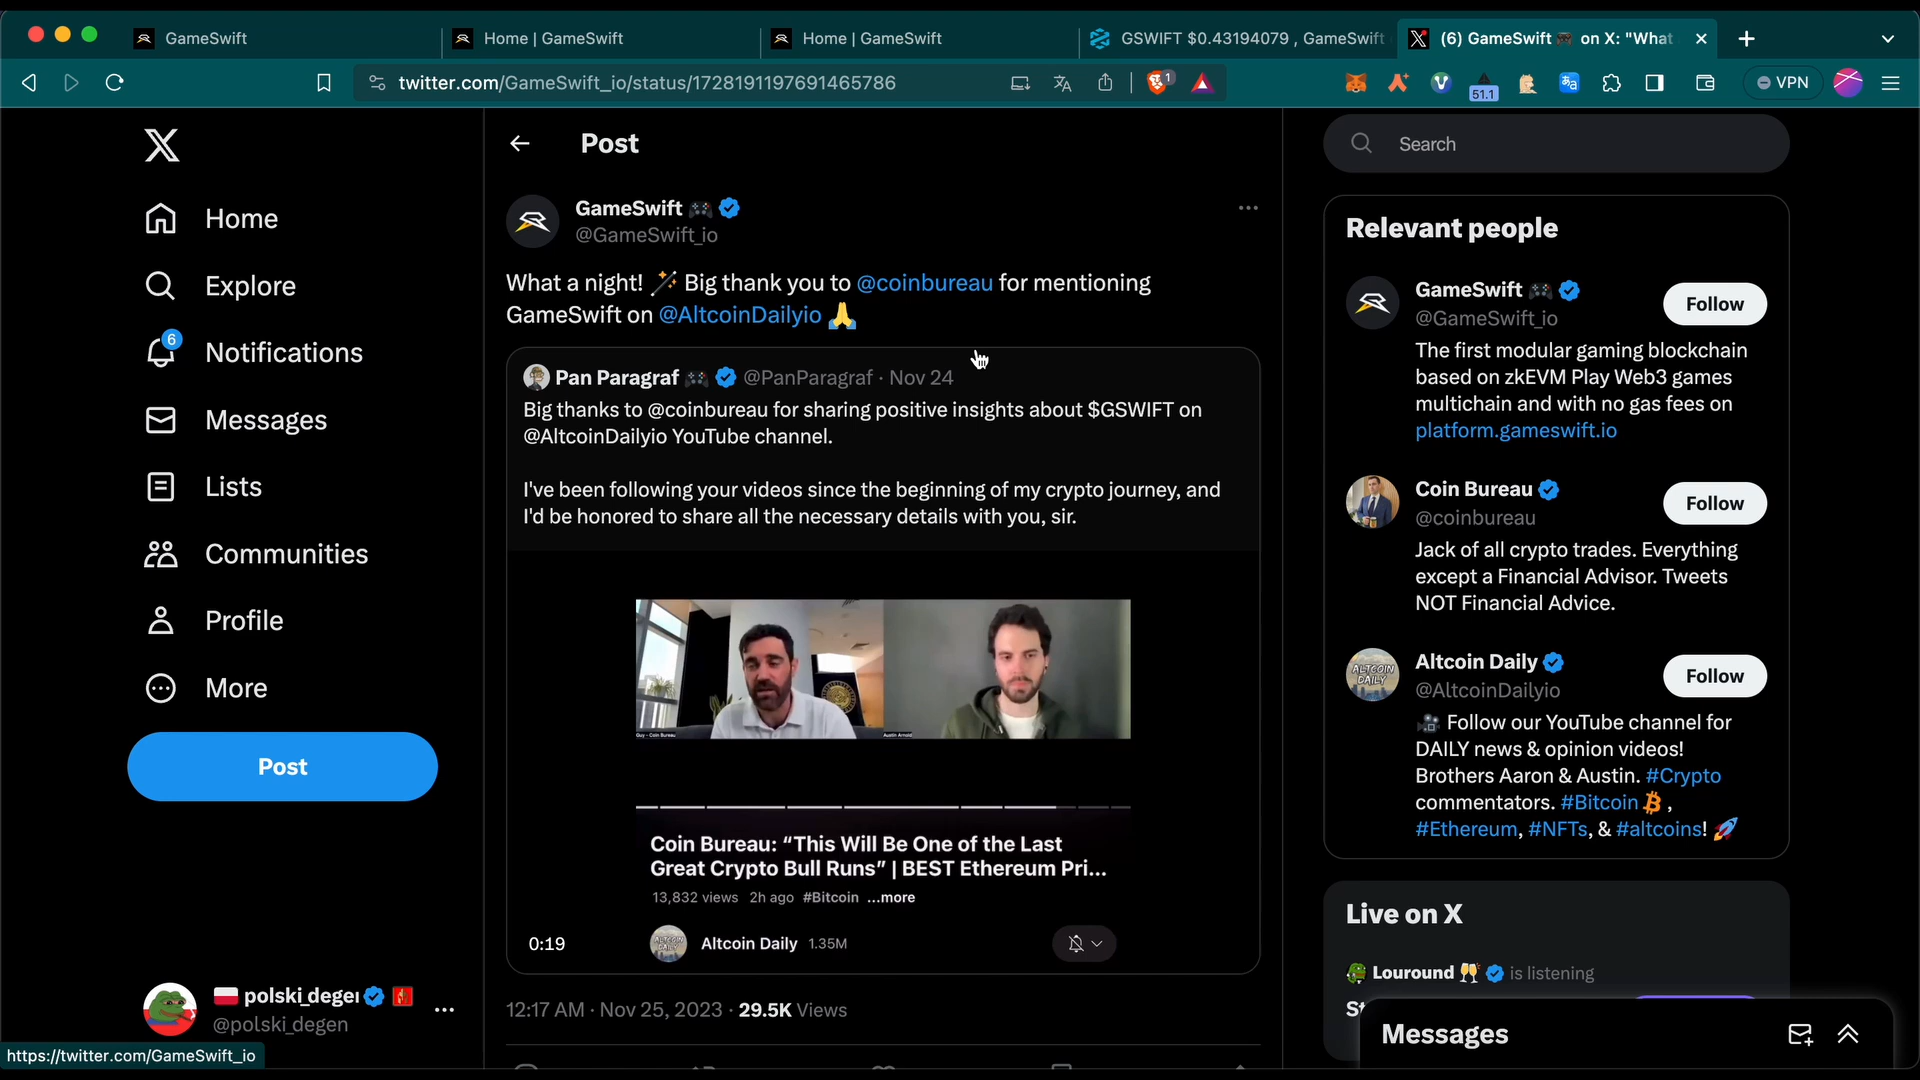 GameSwift
Home | GameSwift
Home | GameSwift
GSWIFT $0.43194079 , GameSwift
(6) GameSwift 🎮 on X: "What
twitter.com/GameSwift_io/status/1728191197691465786
1
51.1
VPN
Home
Explore
6
Notifications
Messages
Lists
Communities
Profile
More
Post
polski_degen
@polski_degen
https://twitter.com/GameSwift_io
Post
GameSwift 🎮
@GameSwift_io
What a night! 🪄 Big thank you to @coinbureau for mentioning
GameSwift on @AltcoinDailyio 🙏
Pan Paragraf 🎮 @PanParagraf · Nov 24
Big thanks to @coinbureau for sharing positive insights about $GSWIFT on
@AltcoinDailyio YouTube channel.
I've been following your videos since the beginning of my crypto journey, and
I'd be honored to share all the necessary details with you, sir.
Guy - Coin Bureau
Austin Arnold
Coin Bureau: “This Will Be One of the Last
Great Crypto Bull Runs” | BEST Ethereum Pri...
13,832 views 2h ago #Bitcoin ...more
0:19
ALTCOIN DAILY
Altcoin Daily 1.35M
12:17 AM · Nov 25, 2023 · 29.5K Views
Search
Relevant people
GameSwift 🎮
@GameSwift_io
Follow
The first modular gaming blockchain
based on zkEVM Play Web3 games
multichain and with no gas fees on
platform.gameswift.io
Coin Bureau
@coinbureau
Follow
Jack of all crypto trades. Everything
except a Financial Advisor. Tweets
NOT Financial Advice.
ALTCOIN DAILY
Altcoin Daily
@AltcoinDailyio
Follow
🎥 Follow our YouTube channel for
DAILY news & opinion videos!
Brothers Aaron & Austin. #Crypto
commentators. #Bitcoin ,
#Ethereum, #NFTs, & #altcoins! 🚀
Live on X
Louround 🥂 is listening
Messages